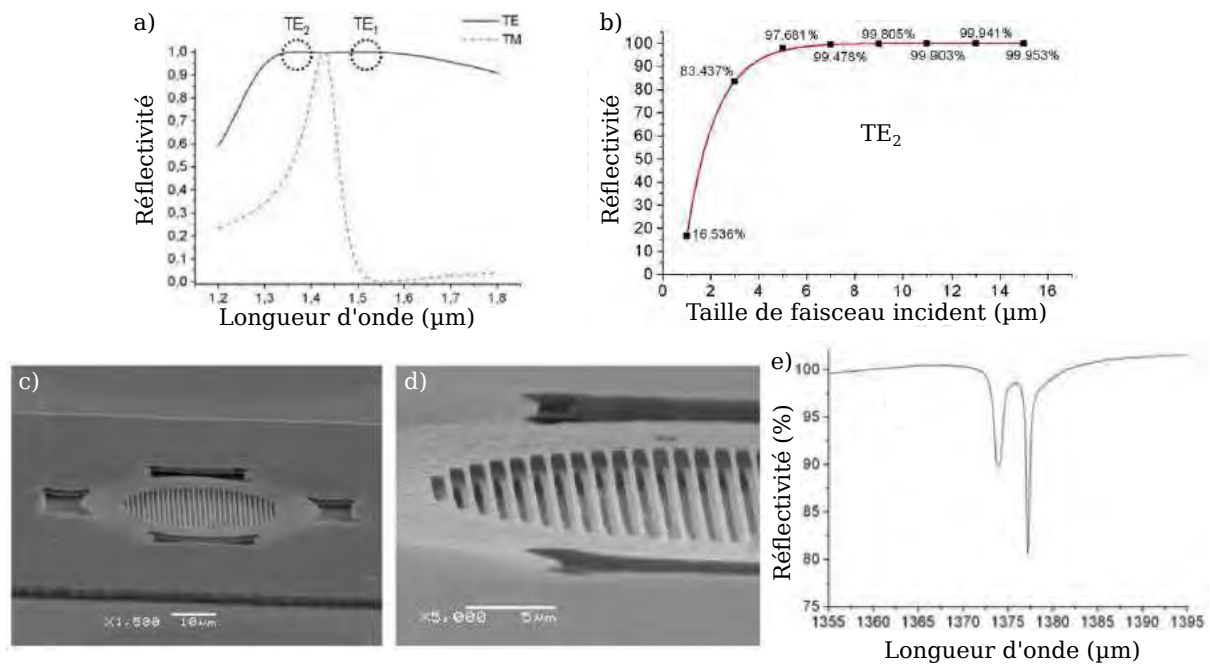 a)
TE2
TE1
TE
TM
Réflectivité
1,0
0,9
0,8
0,7
0,6
0,5
0,4
0,3
0,2
0,1
0,0
1,2 1,3 1,4 1,5 1,6 1,7 1,8
Longueur d'onde (µm)
b)
Réflectivité
100
90
80
70
60
50
40
30
20
10
0
97.681% 99.805% 99.941%
83.437% 99.478% 99.903% 99.953%
TE2
16.536%
0 2 4 6 8 10 12 14 16
Taille de faisceau incident (µm)
c)
X1,500 10µm
d)
X5,000 5µm
e)
Réflectivité (%)
100
95
90
85
80
75
1355 1360 1365 1370 1375 1380 1385 1390 1395
Longueur d'onde (µm)